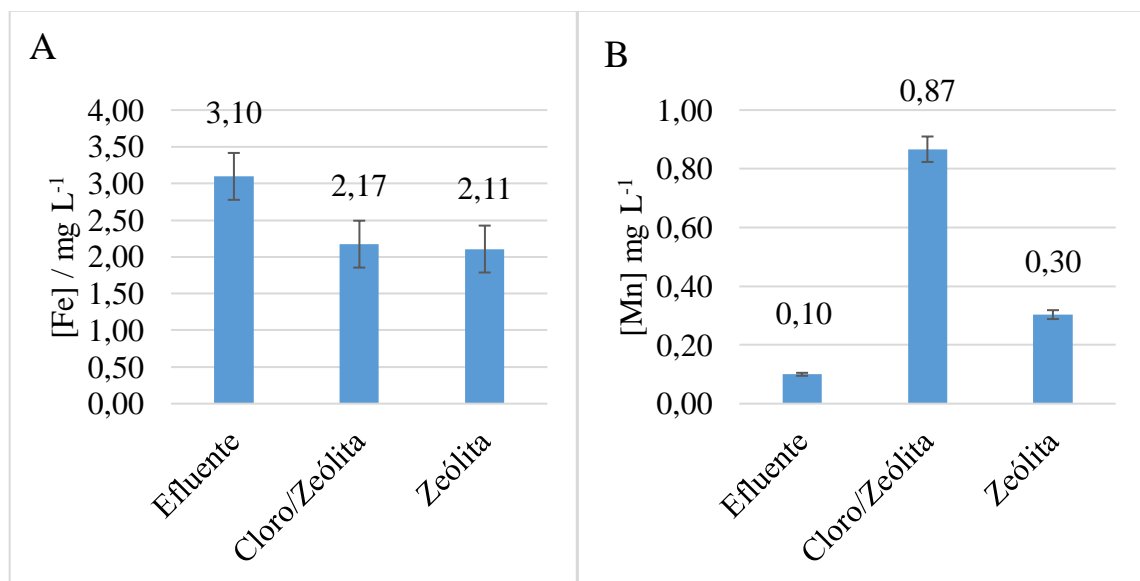 A
[Fe] / mg L⁻¹
4,00
3,50
3,00
2,50
2,00
1,50
1,00
0,50
0,00
3,10
2,17
2,11
Efluente
Cloro/Zeólita
Zeólita
B
[Mn] mg L⁻¹
1,00
0,80
0,60
0,40
0,20
0,00
0,10
0,87
0,30
Efluente
Cloro/Zeólita
Zeólita